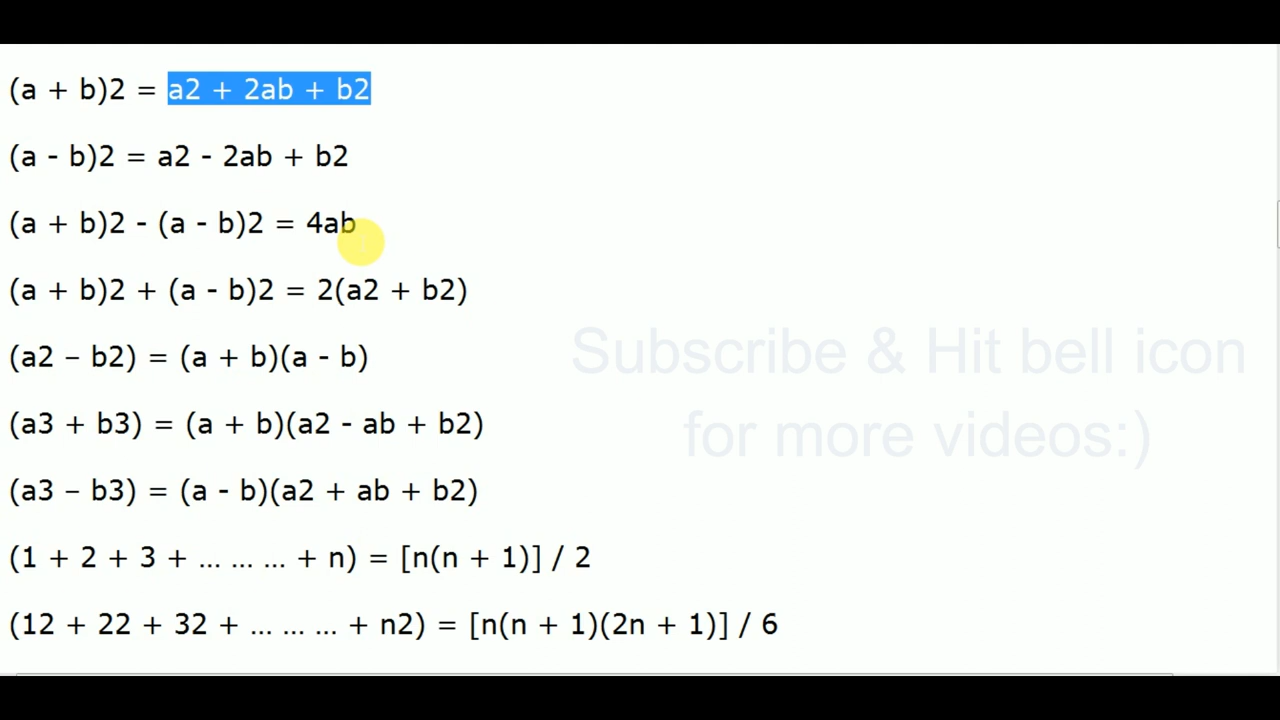 (a + b)2 = a2 + 2ab + b2
(a - b)2 = a2 - 2ab + b2
(a + b)2 - (a - b)2 = 4ab
(a + b)2 + (a - b)2 = 2(a2 + b2)
(a2 – b2) = (a + b)(a - b)
Subscribe & Hit bell icon
for more videos:)
(a3 + b3) = (a + b)(a2 - ab + b2)
(a3 – b3) = (a - b)(a2 + ab + b2)
(1 + 2 + 3 + ... ... ... + n) = [n(n + 1)] / 2
(12 + 22 + 32 + ... ... ... + n2) = [n(n + 1)(2n + 1)] / 6